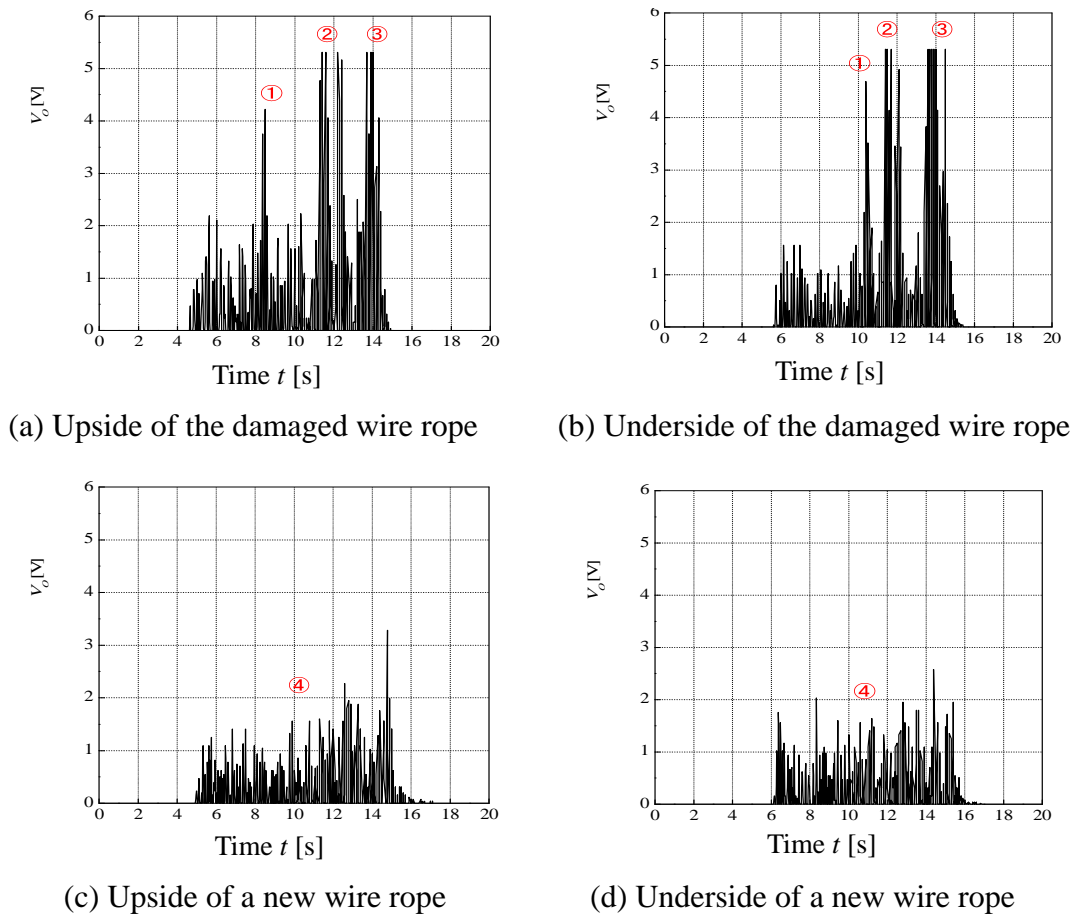 6
5
4
3
2
1
0
V_o [V]
①
②
③
0 2 4 6 8 10 12 14 16 18 20
Time t [s]
(a) Upside of the damaged wire rope
6
5
4
3
2
1
0
V_o [V]
①
②
③
0 2 4 6 8 10 12 14 16 18 20
Time t [s]
(b) Underside of the damaged wire rope
6
5
4
3
2
1
0
V_o [V]
④
0 2 4 6 8 10 12 14 16 18 20
Time t [s]
(c) Upside of a new wire rope
6
5
4
3
2
1
0
V_o [V]
④
0 2 4 6 8 10 12 14 16 18 20
Time t [s]
(d) Underside of a new wire rope